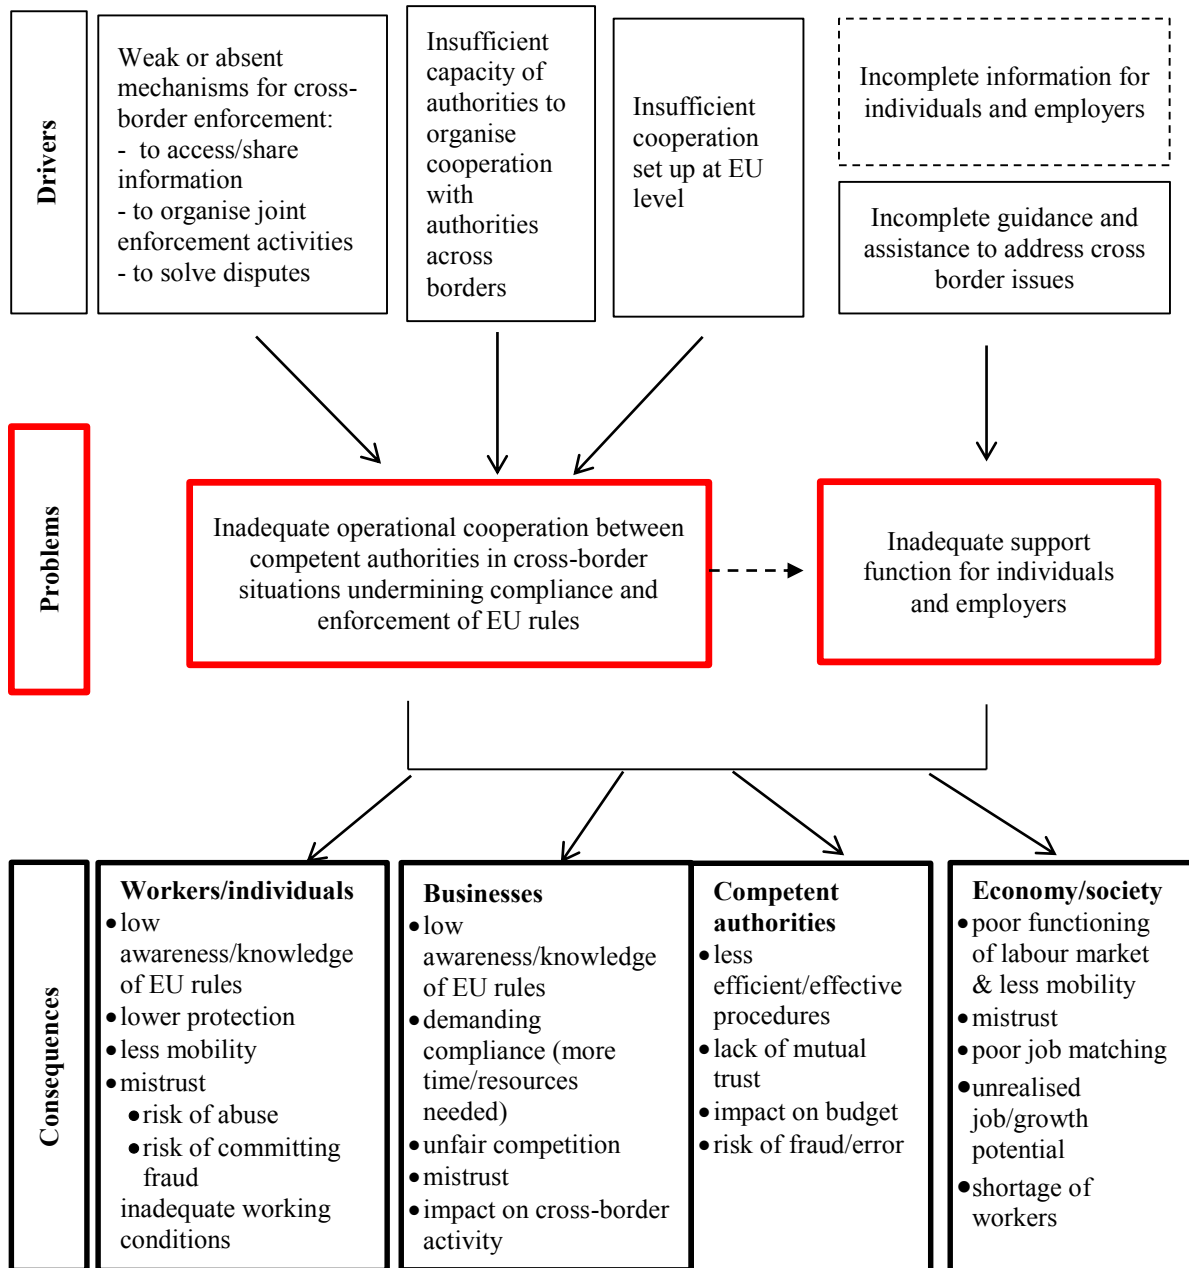 Drivers
Weak or absent
mechanisms for cross-
border enforcement:
- to access/share
information
- to organise joint
enforcement activities
- to solve disputes
Insufficient
capacity of
authorities to
organise
cooperation
with
authorities
across
borders
Insufficient
cooperation
set up at EU
level
Incomplete information for
individuals and employers
Incomplete guidance and
assistance to address cross
border issues
Problems
Inadequate operational cooperation between
competent authorities in cross-border
situations undermining compliance and
enforcement of EU rules
Inadequate support
function for individuals
and employers
Consequences
Workers/individuals
• low
awareness/knowledge
of EU rules
• lower protection
• less mobility
• mistrust
• risk of abuse
• risk of committing
fraud
inadequate working
conditions
Businesses
• low
awareness/knowledge
of EU rules
• demanding
compliance (more
time/resources
needed)
• unfair competition
• mistrust
• impact on cross-border
activity
Competent
authorities
• less
efficient/effective
procedures
• lack of mutual
trust
• impact on budget
• risk of fraud/error
Economy/society
• poor functioning
of labour market
& less mobility
• mistrust
• poor job matching
• unrealised
job/growth
potential
• shortage of
workers